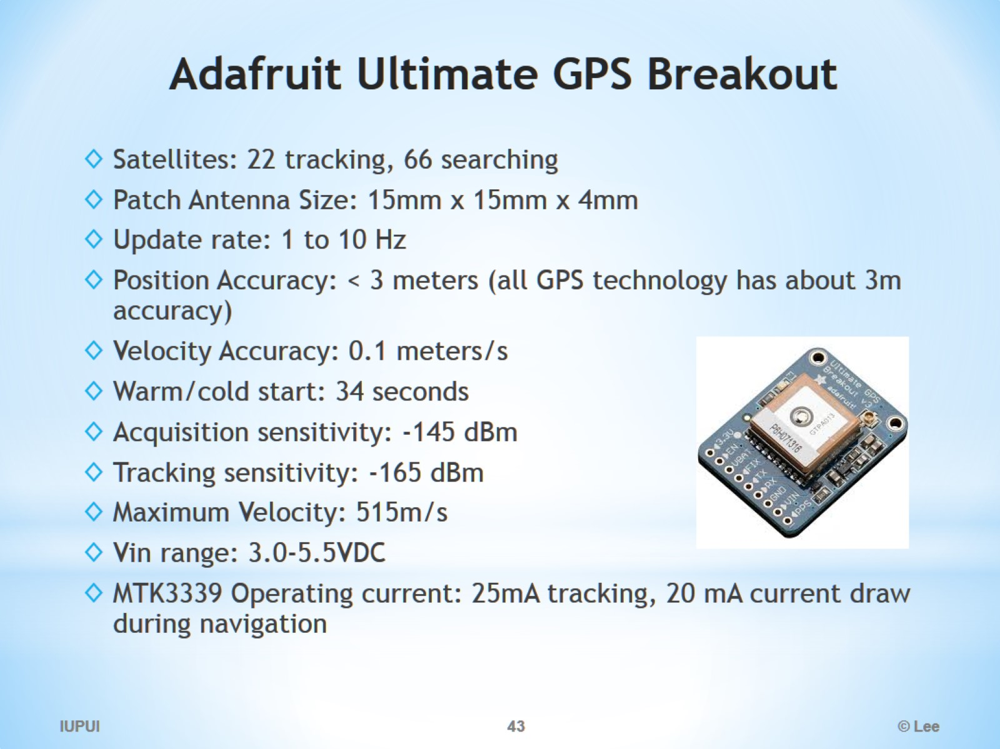 Adafruit Ultimate GPS Breakout
Satellites: 22 tracking, 66 searching
Patch Antenna Size: 15mm x 15mm x 4mm
Update rate: 1 to 10 Hz
Position Accuracy: < 3 meters (all GPS technology has about 3m
accuracy)
Velocity Accuracy: 0.1 meters/s
Warm/cold start: 34 seconds
Acquisition sensitivity: -145 dBm
Tracking sensitivity: -165 dBm
Maximum Velocity: 515m/s
Vin range: 3.0-5.5VDC
MTK3339 Operating current: 25mA tracking, 20 mA current draw
during navigation
Ultimate GPS
Breakout v3
adafruit!
GTPA013
P6H071316
3.3V
EN
VBAT
FIX
TX
RX
GND
VIN
PPS
IUPUI
43
© Lee